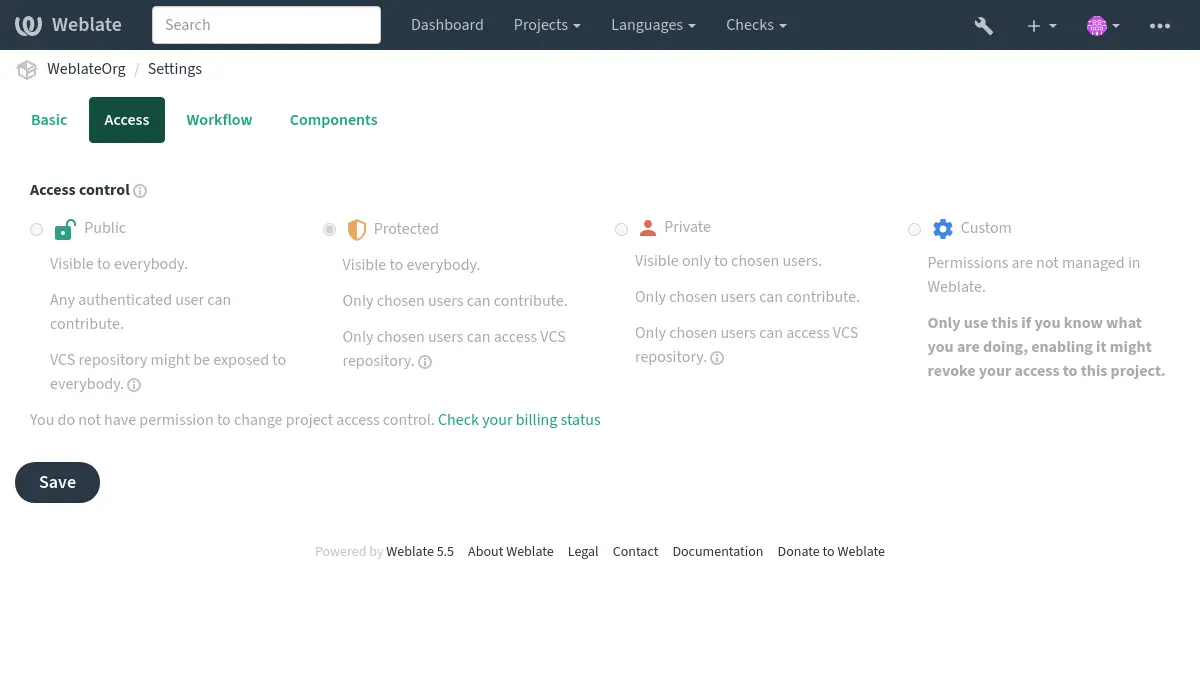 Weblate
Search
Dashboard
Projects
Languages
Checks
WeblateOrg / Settings
Basic
Access
Workflow
Components
Access control
Public
Visible to everybody.
Any authenticated user can
contribute.
VCS repository might be exposed to
everybody.
Protected
Visible to everybody.
Only chosen users can contribute.
Only chosen users can access VCS
repository.
Private
Visible only to chosen users.
Only chosen users can contribute.
Only chosen users can access VCS
repository.
Custom
Permissions are not managed in
Weblate.
Only use this if you know what
you are doing, enabling it might
revoke your access to this project.
You do not have permission to change project access control. Check your billing status
Save
Powered by Weblate 5.5 About Weblate Legal Contact Documentation Donate to Weblate